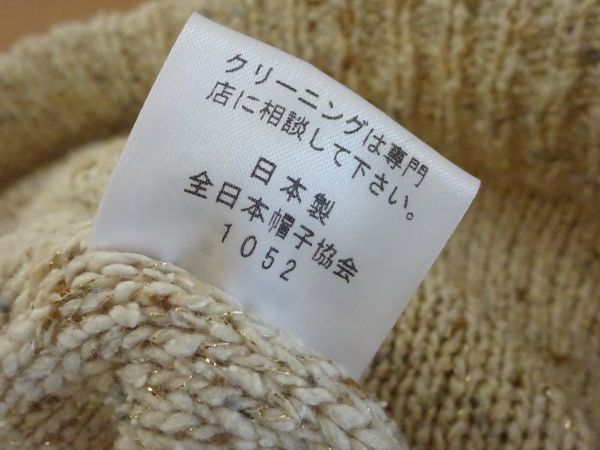 クリーニングは専門
店に相談して下さい。
日本製
全日本帽子協会
1052